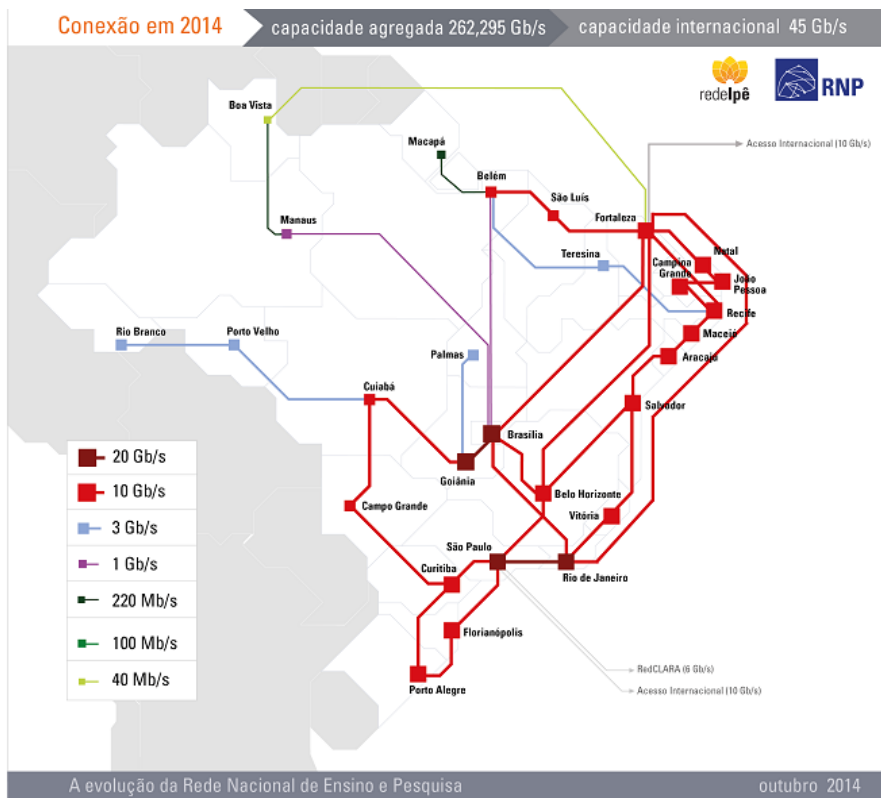 Conexão em 2014
capacidade agregada 262,295 Gb/s
capacidade internacional 45 Gb/s
redeIpê
RNP
Boa Vista
Macapá
Acesso Internacional (10 Gb/s)
Belém
São Luís
Manaus
Fortaleza
Teresina
Natal
Campina
Grande
João
Pessoa
Recife
Rio Branco
Porto Velho
Maceió
Palmas
Aracaju
Cuiabá
Salvador
Brasília
Goiânia
20 Gb/s
10 Gb/s
3 Gb/s
1 Gb/s
220 Mb/s
100 Mb/s
40 Mb/s
Belo Horizonte
Campo Grande
Vitória
São Paulo
Curitiba
Rio de Janeiro
Florianópolis
RedCLARA (6 Gb/s)
Porto Alegre
Acesso Internacional (10 Gb/s)
A evolução da Rede Nacional de Ensino e Pesquisa
outubro 2014